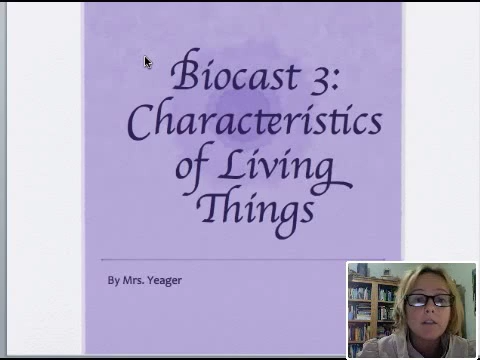 Biocast 3:
Characteristics
of Living
Things
By Mrs. Yeager